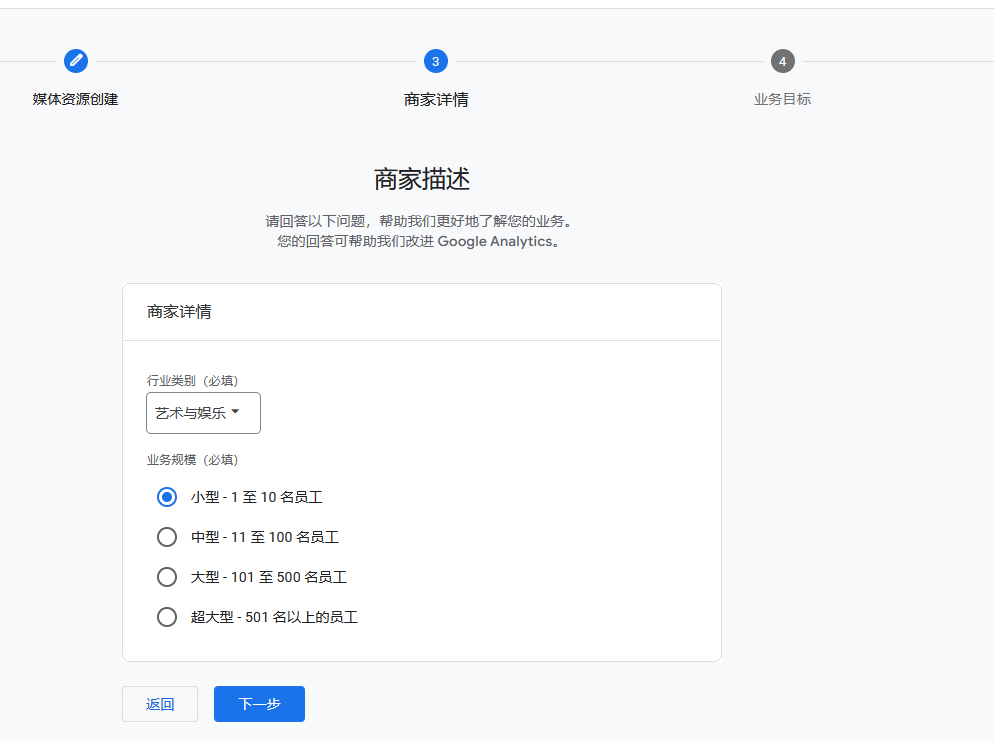 3
4
媒体资源创建
商家详情
业务目标
商家描述
请回答以下问题，帮助我们更好地了解您的业务。
您的回答可帮助我们改进 Google Analytics。
商家详情
行业类别（必填）
艺术与娱乐
业务规模（必填）
小型 - 1 至 10 名员工
中型 - 11 至 100 名员工
大型 - 101 至 500 名员工
超大型 - 501 名以上的员工
返回
下一步